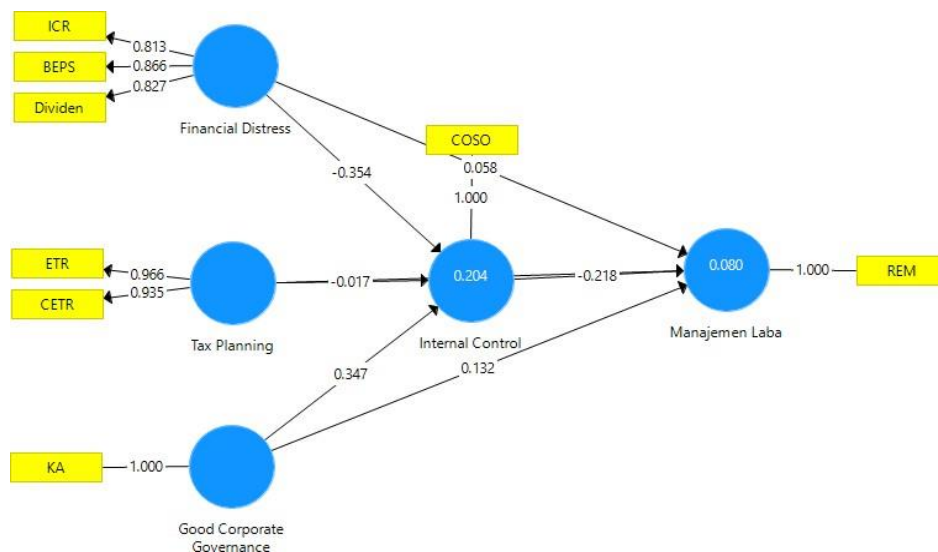 ICR
0.813
BEPS
0.866
Dividen
0.827
Financial Distress
COSO
0.058
-0.354
1.000
ETR
0.966
CETR
0.935
Tax Planning
-0.017
0.204
Internal Control
-0.218
0.080
1.000
REM
Manajemen Laba
0.347
0.132
KA
1.000
Good Corporate
Governance